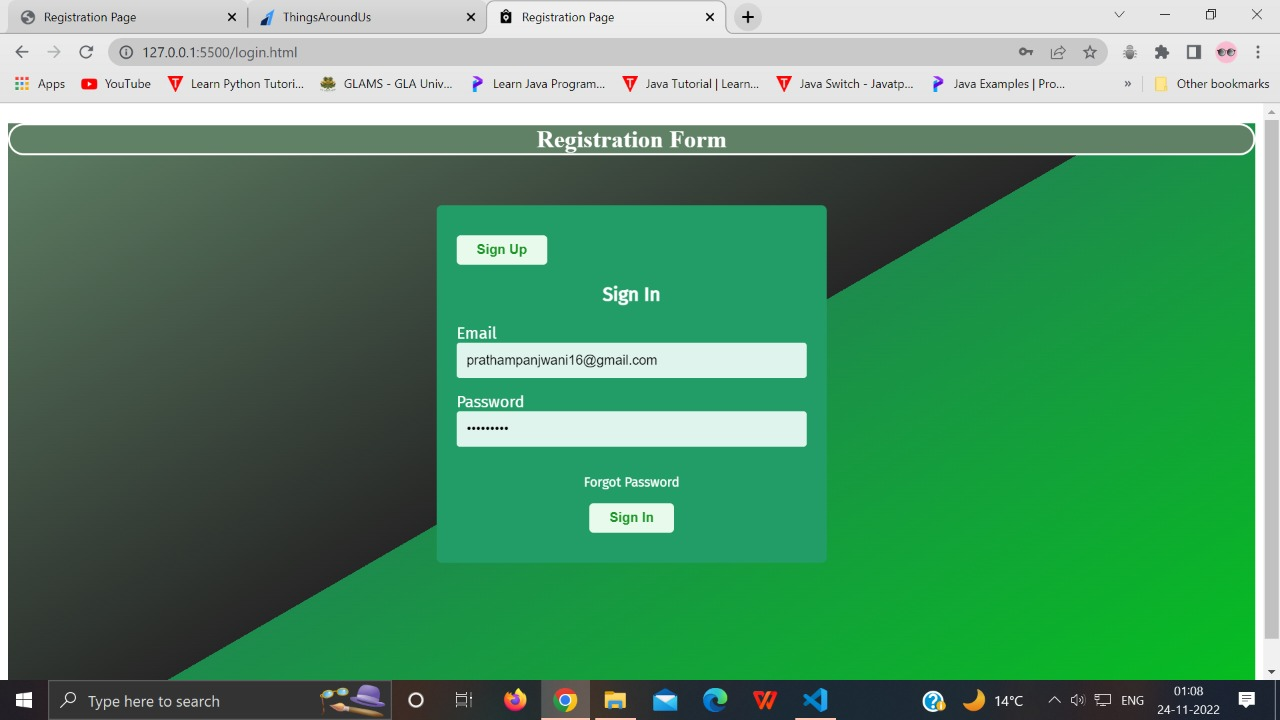 Registration Page
ThingsAroundUs
Registration Page
127.0.0.1:5500/login.html
Apps
YouTube
Learn Python Tutori...
GLAMS - GLA Univ...
Learn Java Program...
Java Tutorial | Learn...
Java Switch - Javatp...
Java Examples | Pro...
»
Other bookmarks
Registration Form
Sign Up
Sign In
Email
prathampanjwani16@gmail.com
Password
•••••••••
Forgot Password
Sign In
Type here to search
14°C
ENG
01:08
24-11-2022